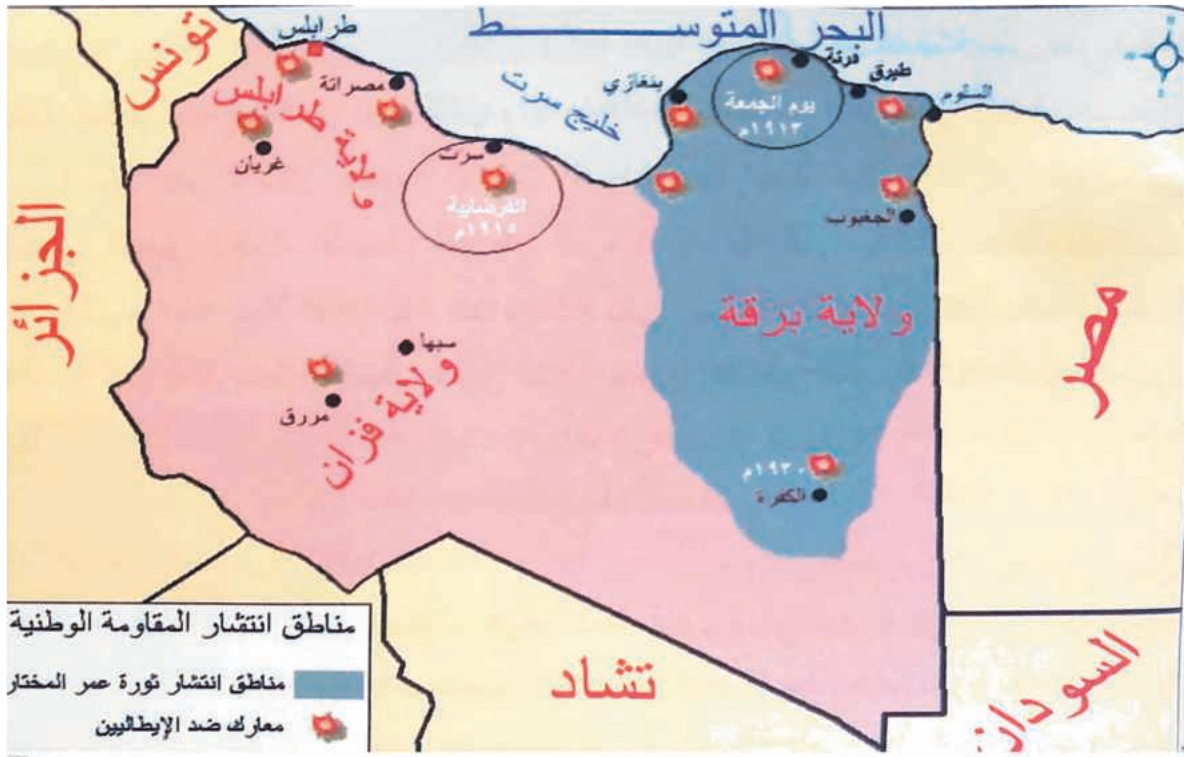 البحر المتوســـــــــط
تونس
طرابلس
درنة
طبرق
السلوم
بنغازي
مصراتة
خليج سرت
يوم الجمعة
١٩١٣م
ولاية طرابلس
غريان
سرت
القرضابية
١٩١٥م
الجغبوب
الجزائر
ولاية برقة
مصر
سبها
مررق
ولاية فزان
١٩٣٠م
الكفرة
تشاد
السودان
مناطق انتشار المقاومة الوطنية
مناطق انتشار ثورة عمر المختار
معارك ضد الإيطاليين